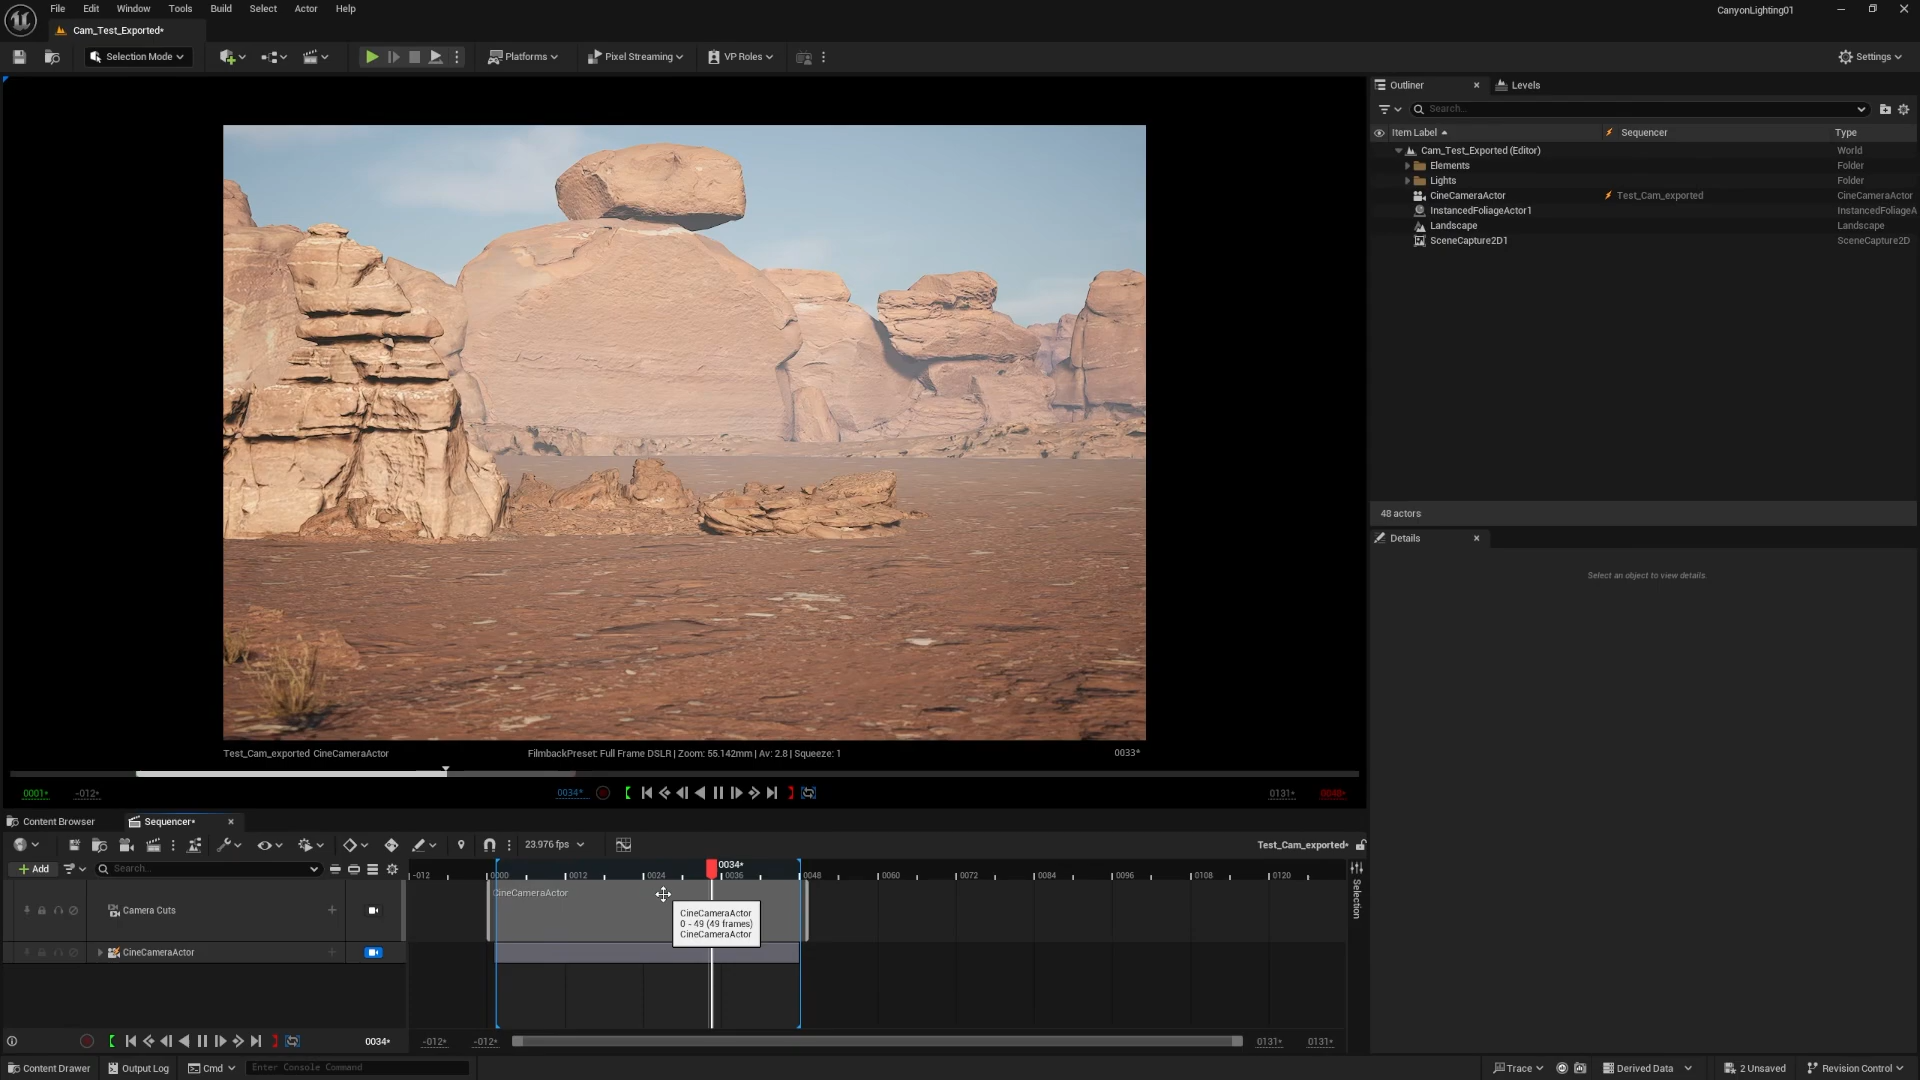 File Edit Window Tools Build Select Actor Help
CanyonLighting01
Cam_Test_Exported*
Selection Mode
Platforms
Pixel Streaming
VP Roles
Settings
Outliner
Levels
Search...
Item Label
Sequencer
Type
Cam_Test_Exported (Editor)
World
Elements
Folder
Lights
Folder
CineCameraActor
Test_Cam_exported
CineCameraActor
InstancedFoliageActor1
InstancedFoliageA
Landscape
Landscape
SceneCapture2D1
SceneCapture2D
48 actors
Details
Select an object to view details.
Test_Cam_exported CineCameraActor
FilmbackPreset: Full Frame DSLR | Zoom: 55.142mm | Av: 2.8 | Squeeze: 1
0033*
0001*
-012*
0034*
0131*
0048*
Content Browser
Sequencer*
23.976 fps
Test_Cam_exported*
Add
Search...
0034*
-012 0000 0012 0024 0036 0048 0060 0072 0084 0096 0108 0120
Selection
CineCameraActor
Camera Cuts
CineCameraActor
0 - 49 (49 frames)
CineCameraActor
CineCameraActor
0034*
-012*
-012*
0131*
0131*
Content Drawer
Output Log
Cmd
Enter Console Command
Trace
Derived Data
2 Unsaved
Revision Control